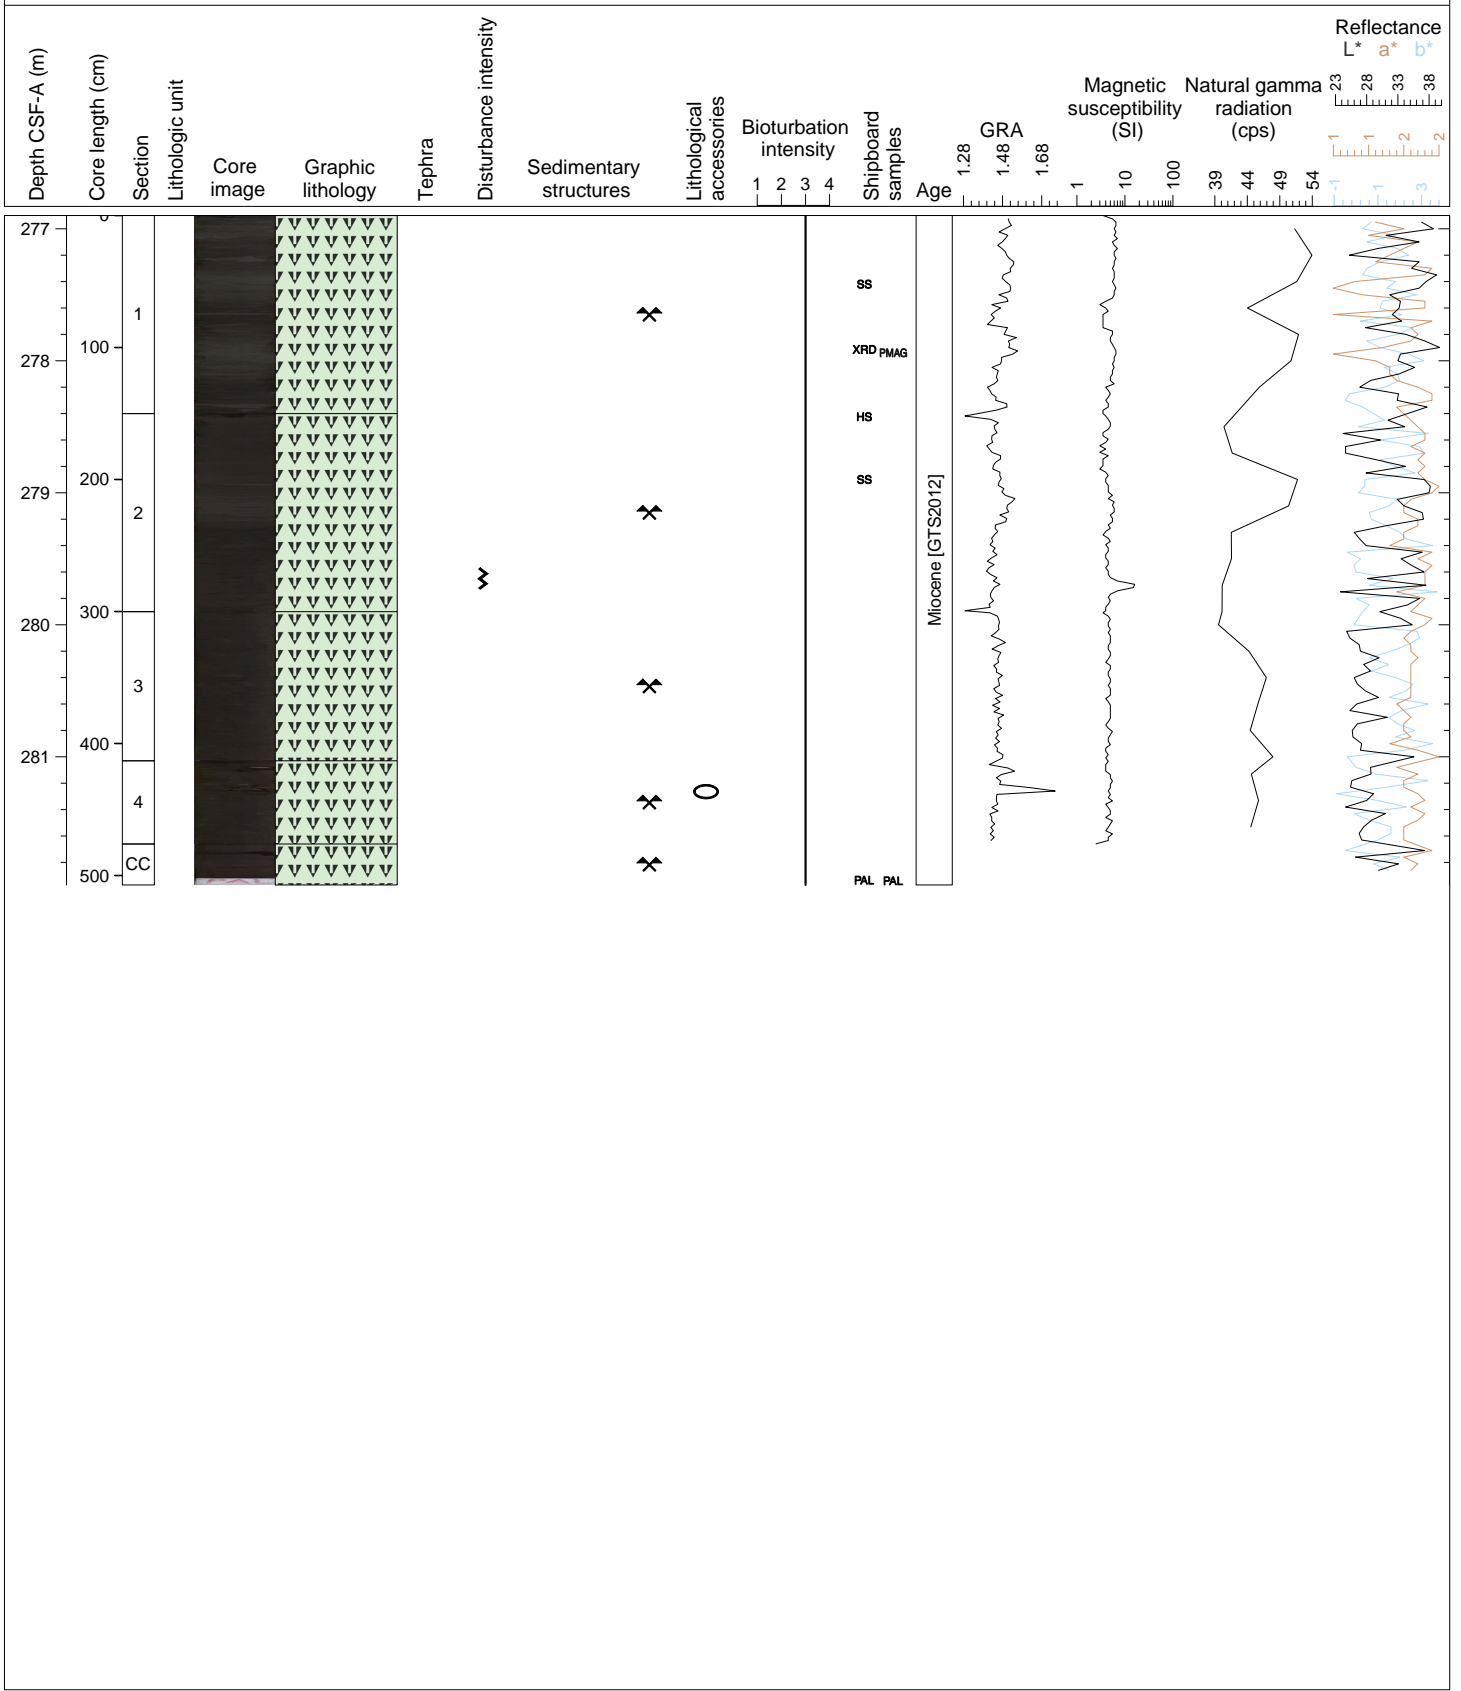 Depth CSF-A (m)
Core length (cm)
Section
Lithologic unit
Core
image
Graphic
lithology
Tephra
Disturbance intensity
Sedimentary
structures
Lithological
accessories
Bioturbation
intensity
1 2 3 4
Shipboard
samples
Age
GRA
1.28 1.48 1.68
Magnetic
susceptibility
(SI)
1 10 100
Natural gamma
radiation
(cps)
39 44 49 54
Reflectance
L* a* b*
23 28 33 38
1 1 2 2
-1 1 3
277
278
279
280
281
0
100
200
300
400
500
1
2
3
4
CC
SS
XRD PMAG
HS
SS
PAL PAL
Miocene [GTS2012]